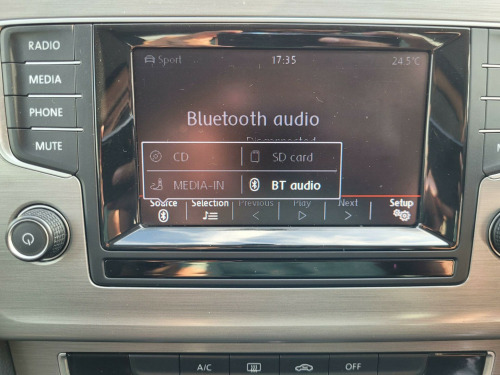 RADIO
MEDIA
PHONE
MUTE
Sport 17:35 24.5°C
Bluetooth audio
Disconnected
CD SD card
MEDIA-IN BT audio
Source Selection Previous Play Next Setup
A/C OFF